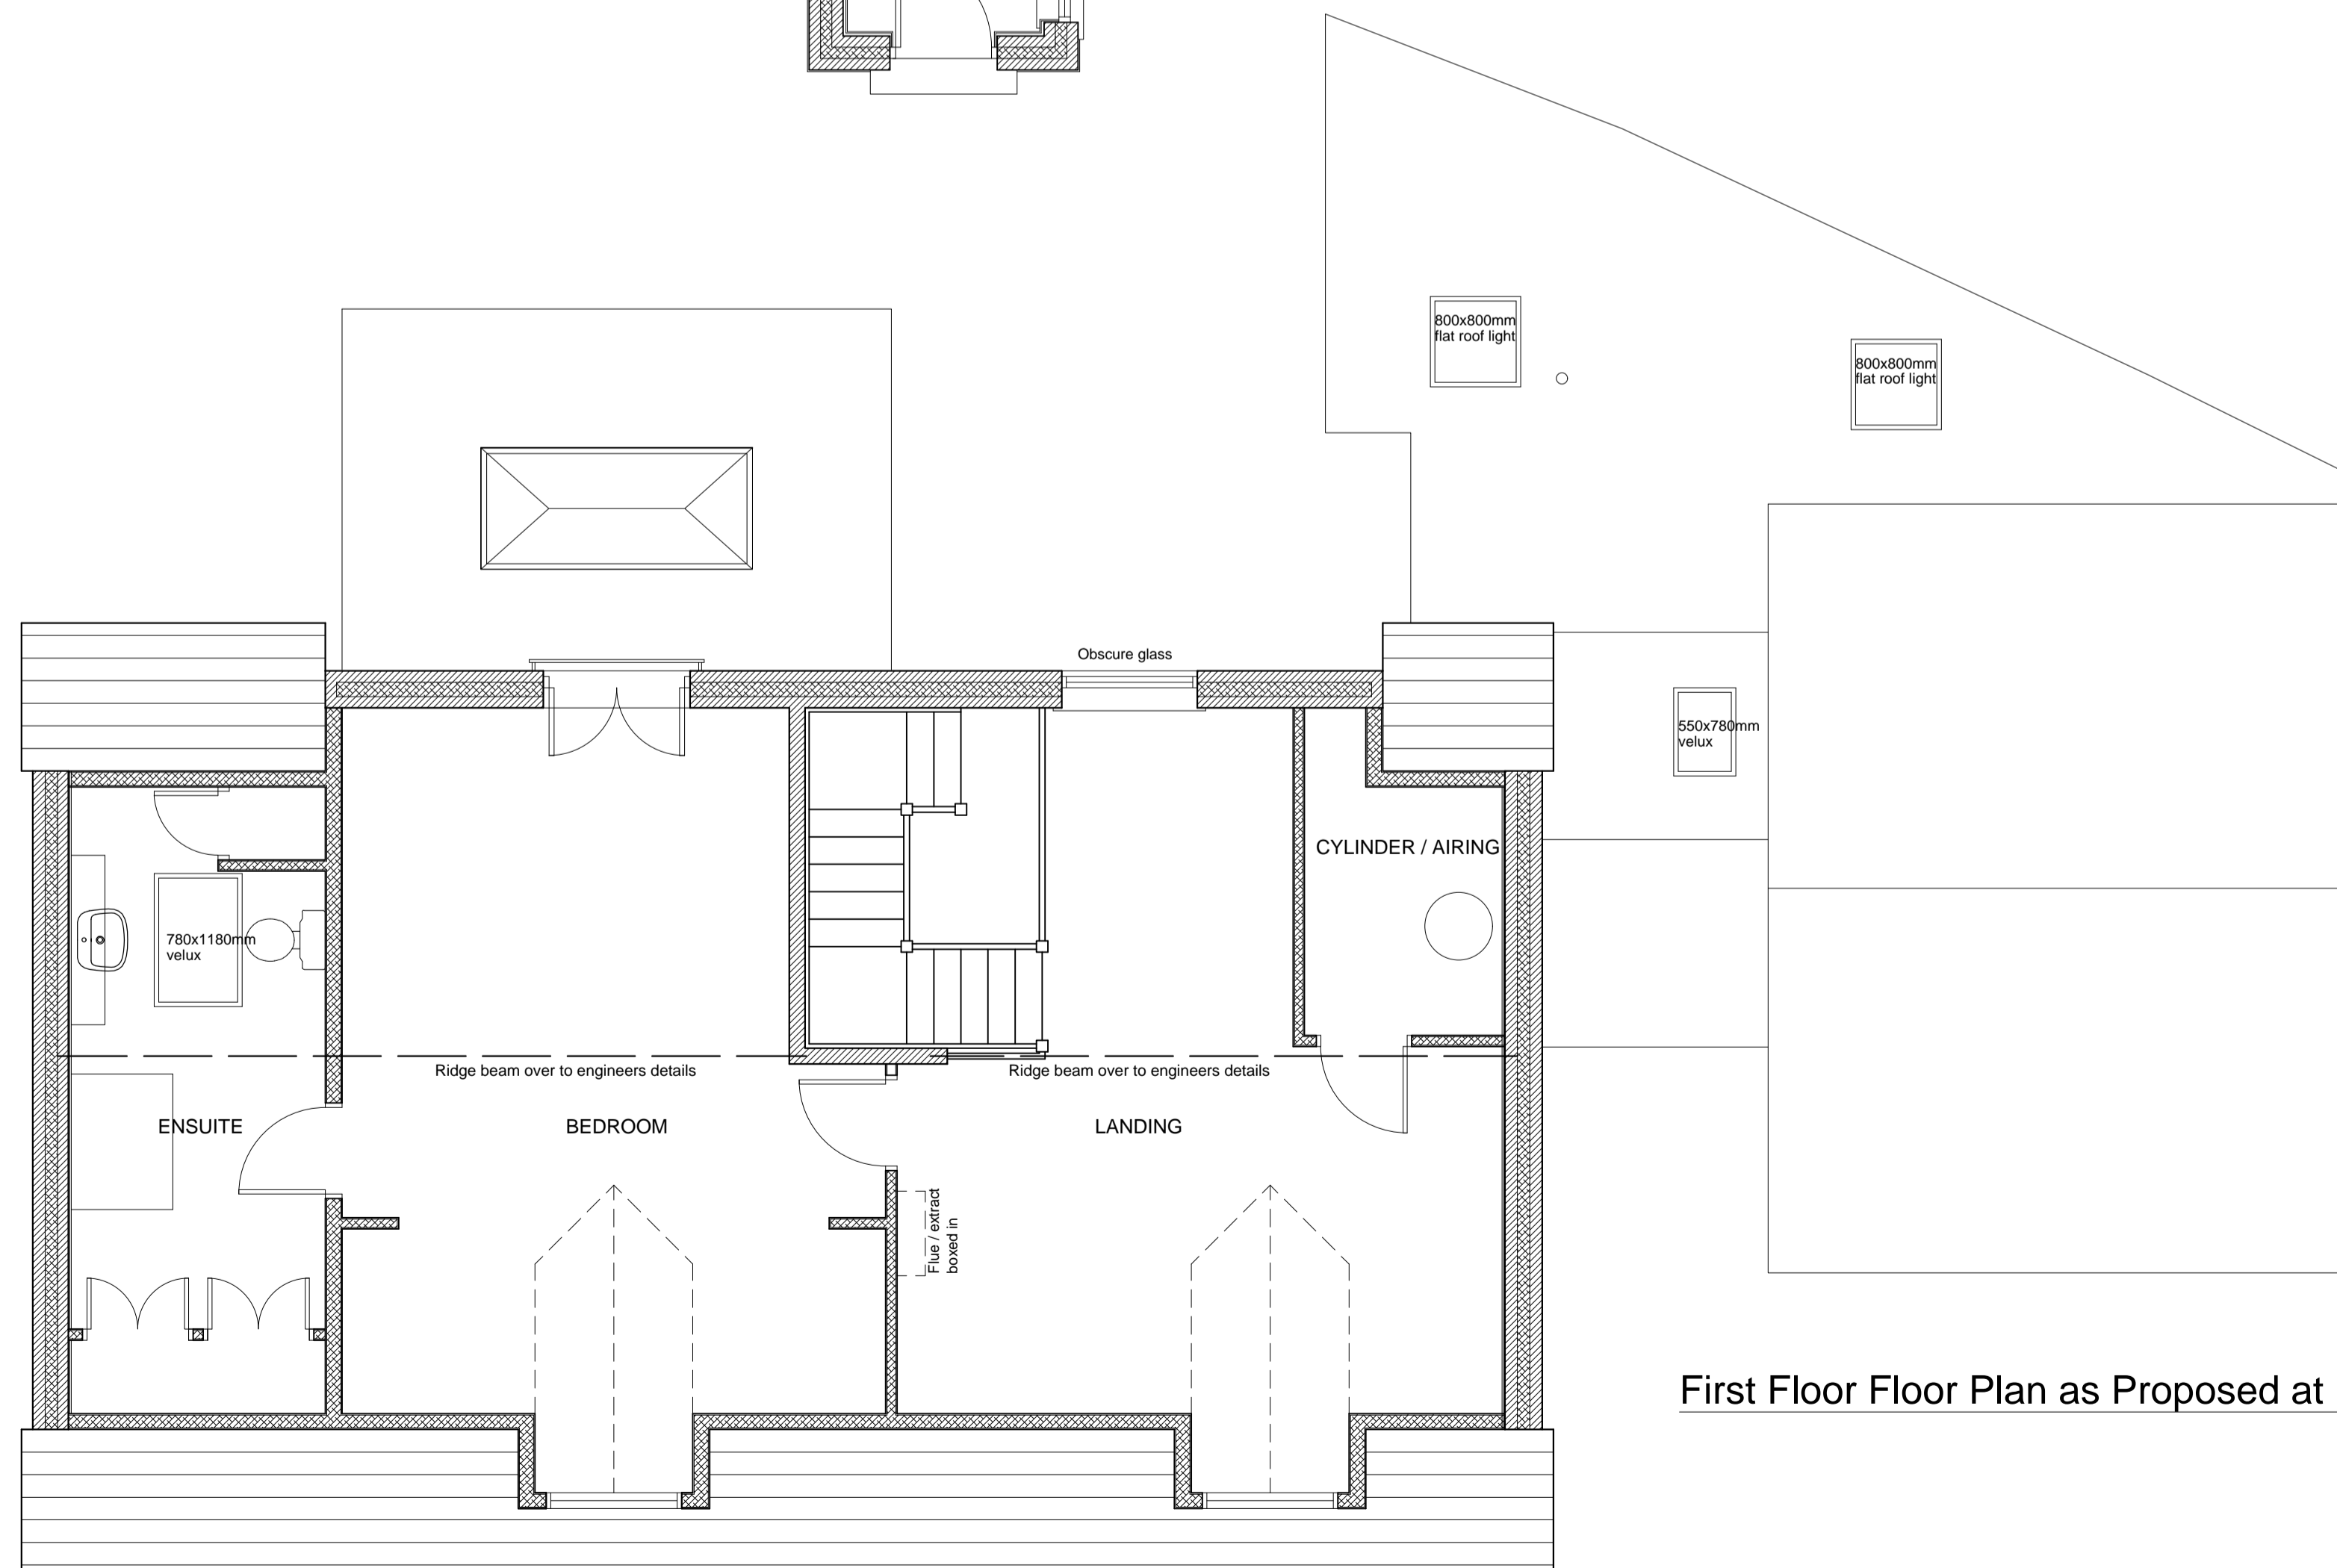 800x800mm
flat roof light
800x800mm
flat roof light
Obscure glass
550x780mm
velux
CYLINDER / AIRING
780x1180mm
velux
Ridge beam over to engineers details
Ridge beam over to engineers details
ENSUITE
BEDROOM
LANDING
Flue / extract
boxed in
First Floor Floor Plan as Proposed at